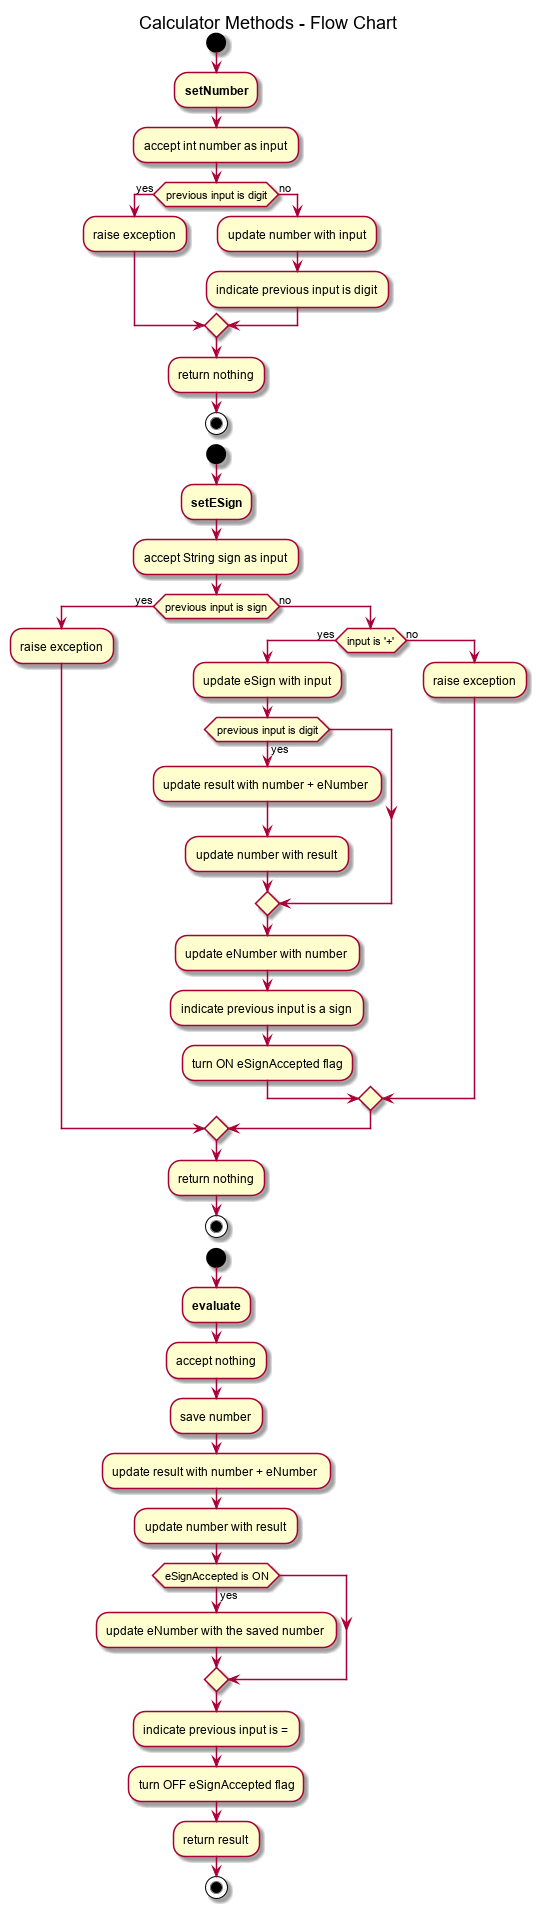 Calculator Methods - Flow Chart
setNumber
accept int number as input
yes
previous input is digit
no
raise exception
update number with input
indicate previous input is digit
return nothing
setESign
accept String sign as input
yes
previous input is sign
no
raise exception
yes
input is '+'
no
update eSign with input
raise exception
previous input is digit
yes
update result with number + eNumber
update number with result
update eNumber with number
indicate previous input is a sign
turn ON eSignAccepted flag
return nothing
evaluate
accept nothing
save number
update result with number + eNumber
update number with result
eSignAccepted is ON
yes
update eNumber with the saved number
indicate previous input is =
turn OFF eSignAccepted flag
return result